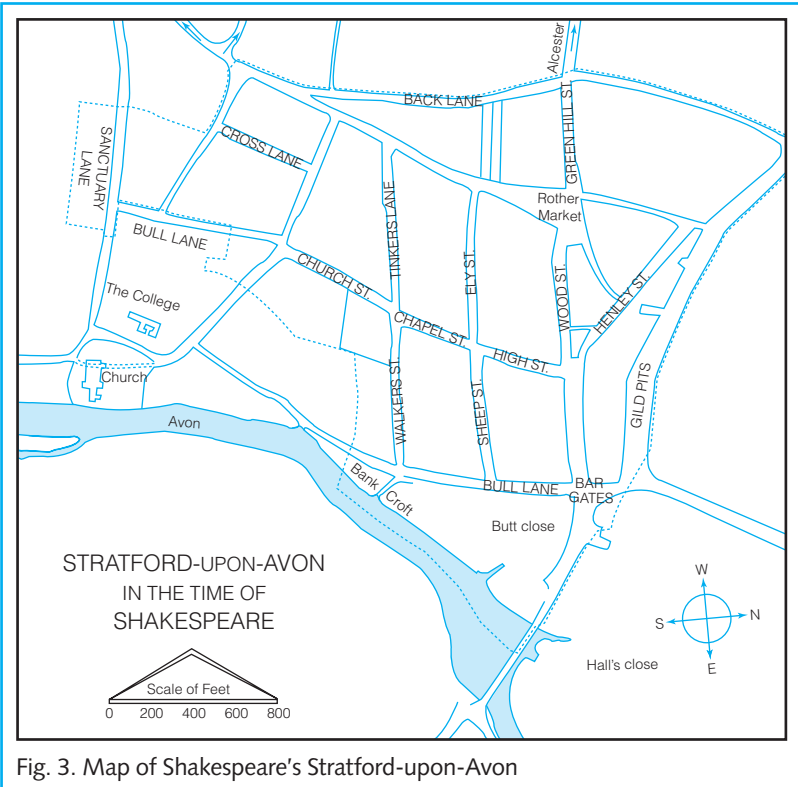 Alcester
BACK LANE
GREEN HILL ST.
CROSS LANE
SANCTUARY
LANE
Rother
Market
TINKERS LANE
BULL LANE
ELY ST.
CHURCH ST.
WOOD ST.
HENLEY ST.
The College
CHAPEL ST.
HIGH ST.
Church
WALKERS ST.
SHEEP ST.
GILD PITS
Avon
Bank
Croft
BULL LANE
BAR
GATES
Butt close
STRATFORD-UPON-AVON
IN THE TIME OF
SHAKESPEARE
W
S
N
E
Hall's close
Scale of Feet
0 200 400 600 800
Fig. 3. Map of Shakespeare's Stratford-upon-Avon